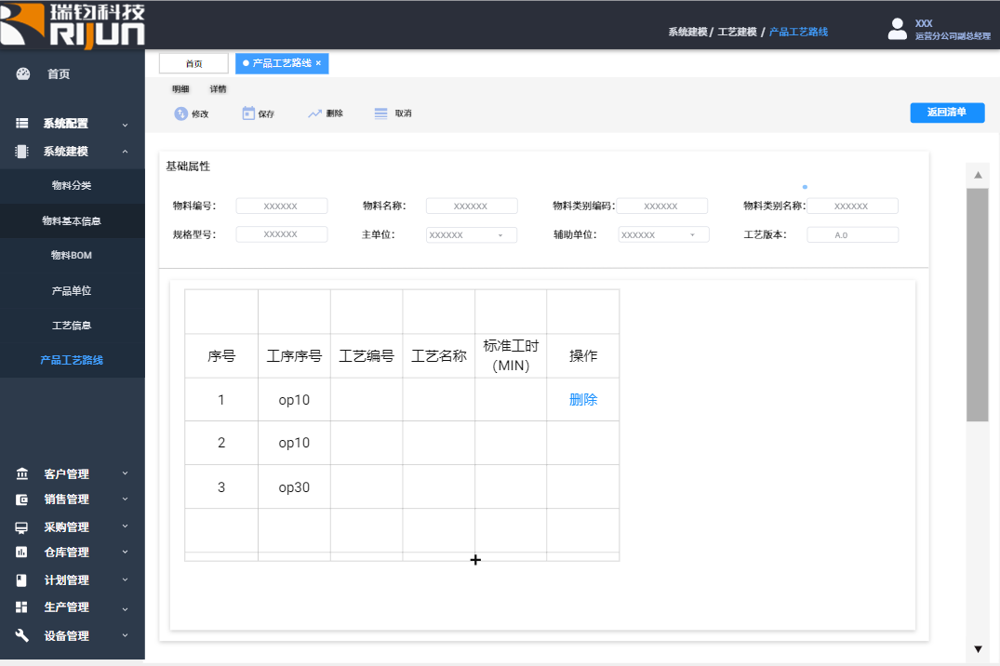 瑞钧科技
RIJUN
系统建模 / 工艺建模 / 产品工艺路线
XXX
运营分公司副总经理
首页
系统配置
系统建模
物料分类
物料基本信息
物料BOM
产品单位
工艺信息
产品工艺路线
客户管理
销售管理
采购管理
仓库管理
计划管理
生产管理
设备管理
首页
产品工艺路线 ×
明细 详情
修改 保存 删除 取消
返回清单
基础属性
物料编号: XXXXXX 物料名称: XXXXXX 物料类别编码: XXXXXX 物料类别名称: XXXXXX
规格型号: XXXXXX 主单位: XXXXXX 辅助单位: XXXXXX 工艺版本: A.0
序号 工序序号 工艺编号 工艺名称 标准工时 操作
（MIN）
1 op10 删除
2 op10
3 op30
+